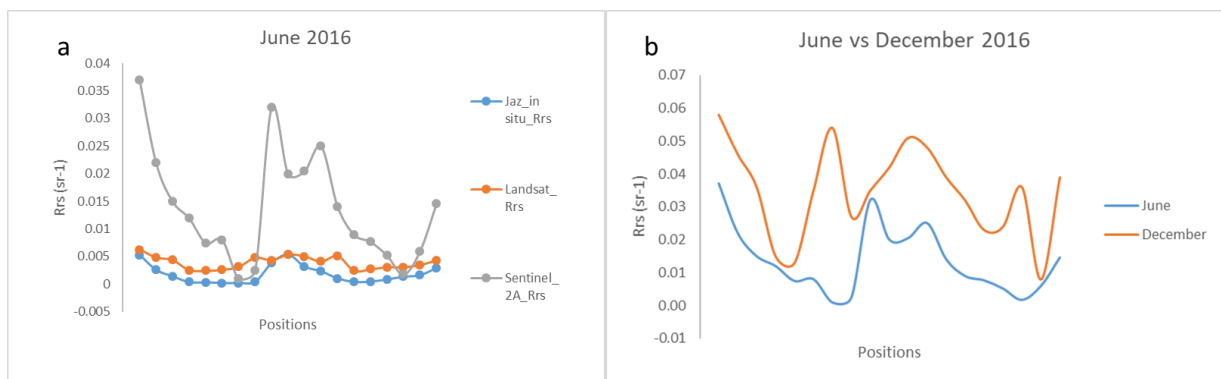 a
June 2016
0.04
0.035
0.03
0.025
0.02
0.015
0.01
0.005
0
-0.005
Rrs (sr-1)
Positions
Jaz_in
situ_Rrs
Landsat_
Rrs
Sentinel_
2A_Rrs
b
June vs December 2016
0.07
0.06
0.05
0.04
0.03
0.02
0.01
0.00
-0.01
Rrs (sr-1)
Positions
June
December